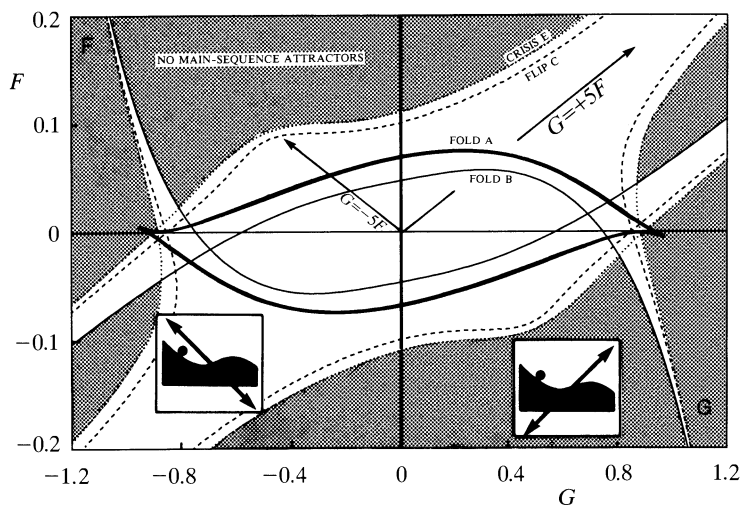 0.2
F
NO MAIN-SEQUENCE ATTRACTORS
CRISIS E
FLIP C
F
G=+5F
0.1
FOLD A
FOLD B
G=-5F
0
-0.1
G
-0.2
-1.2 -0.8 -0.4 0 0.4 0.8 1.2
G